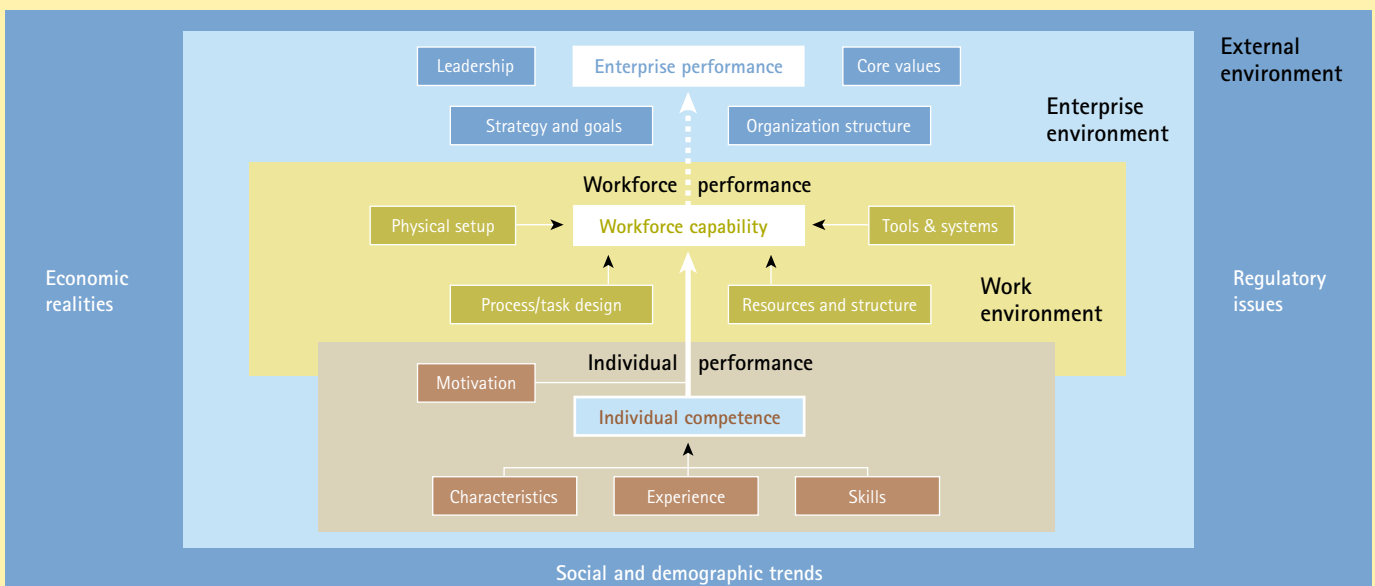 External
environment
Leadership
Enterprise performance
Core values
Enterprise
environment
Strategy and goals
Organization structure
Workforce performance
Physical setup
Workforce capability
Tools & systems
Economic
realities
Regulatory
issues
Process/task design
Resources and structure
Work
environment
Individual performance
Motivation
Individual competence
Characteristics
Experience
Skills
Social and demographic trends